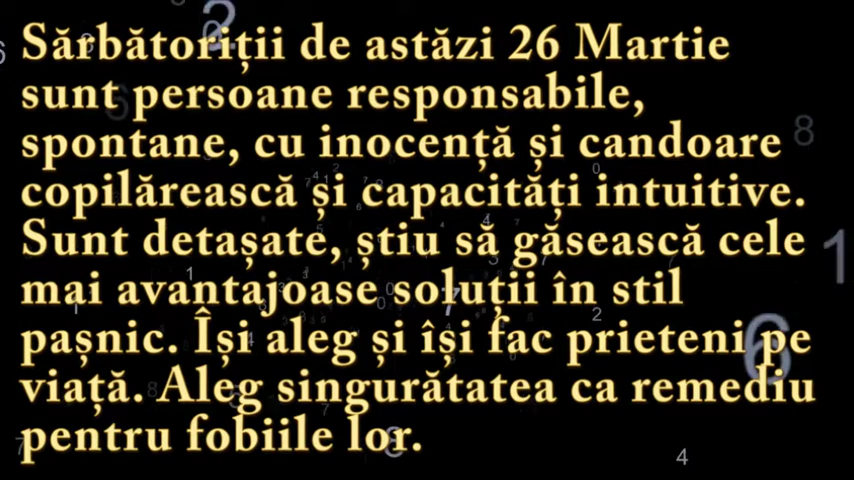 Sărbătoriții de astăzi 26 Martie
sunt persoane responsabile,
spontane, cu inocență și candoare
copilărească și capacități intuitive.
Sunt detașate, știu să găsească cele
mai avantajoase soluții în stil
pașnic. Își aleg și își fac prieteni pe
viață. Aleg singurătatea ca remediu
pentru fobiile lor.